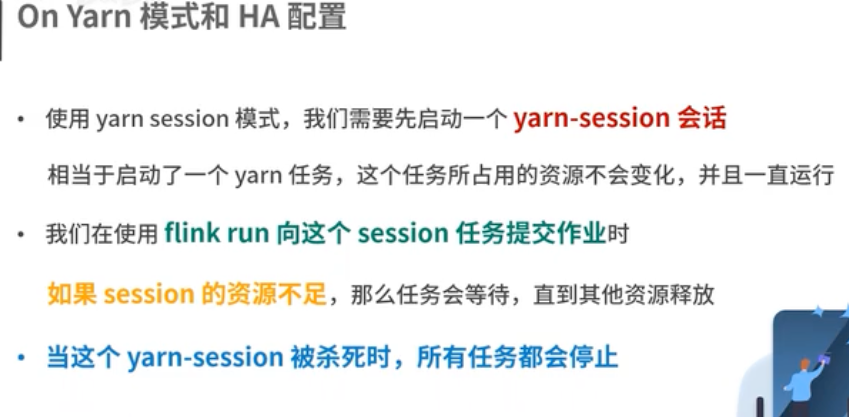 On Yarn 模式和 HA 配置
• 使用 yarn session 模式，我们需要先启动一个 yarn-session 会话
相当于启动了一个 yarn 任务，这个任务所占用的资源不会变化，并且一直运行
• 我们在使用 flink run 向这个 session 任务提交作业时
如果 session 的资源不足，那么任务会等待，直到其他资源释放
• 当这个 yarn-session 被杀死时，所有任务都会停止